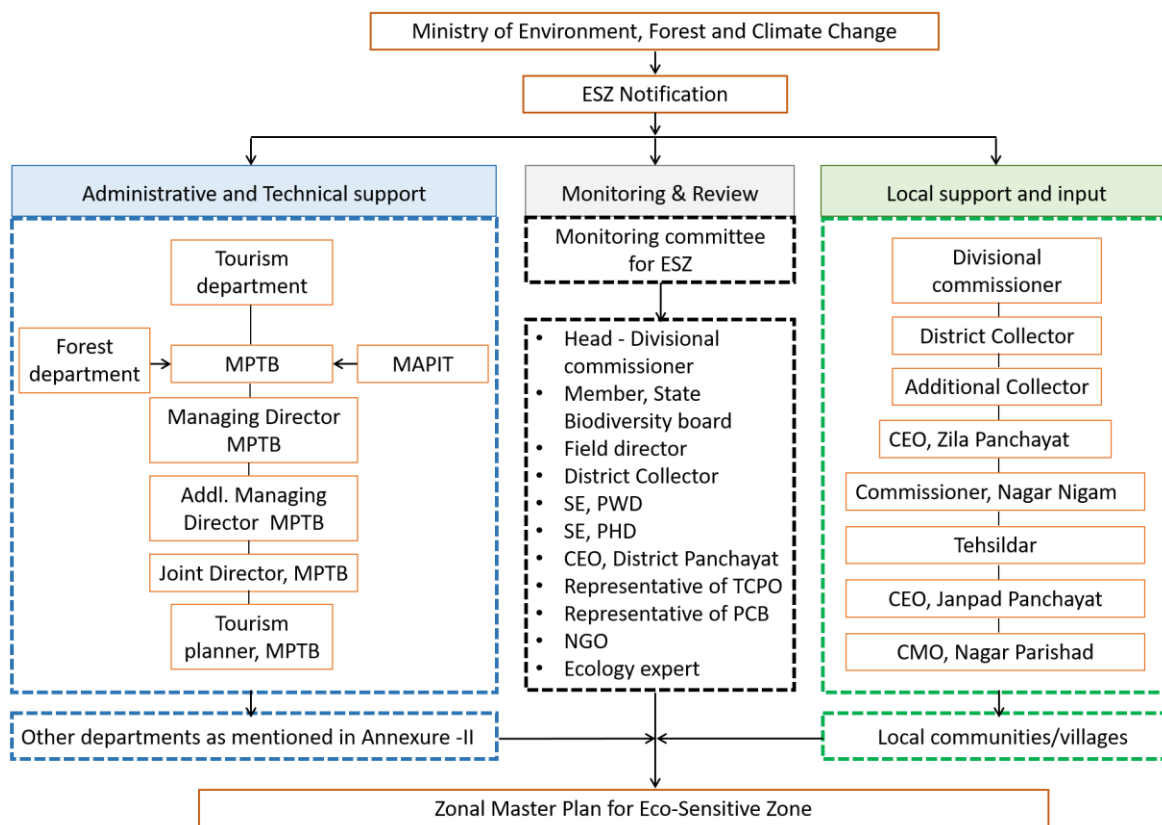 Ministry of Environment, Forest and Climate Change
ESZ Notification
Administrative and Technical support
Tourism
department
Forest
department
MPTB
MAPIT
Managing Director
MPTB
Addl. Managing
Director MPTB
Joint Director, MPTB
Tourism
planner, MPTB
Other departments as mentioned in Annexure -II
Monitoring & Review
Monitoring committee
for ESZ
• Head - Divisional
commissioner
• Member, State
Biodiversity board
• Field director
• District Collector
• SE, PWD
• SE, PHD
• CEO, District Panchayat
• Representative of TCPO
• Representative of PCB
• NGO
• Ecology expert
Local support and input
Divisional
commissioner
District Collector
Additional Collector
CEO, Zila Panchayat
Commissioner, Nagar Nigam
Tehsildar
CEO, Janpad Panchayat
CMO, Nagar Parishad
Local communities/villages
Zonal Master Plan for Eco-Sensitive Zone